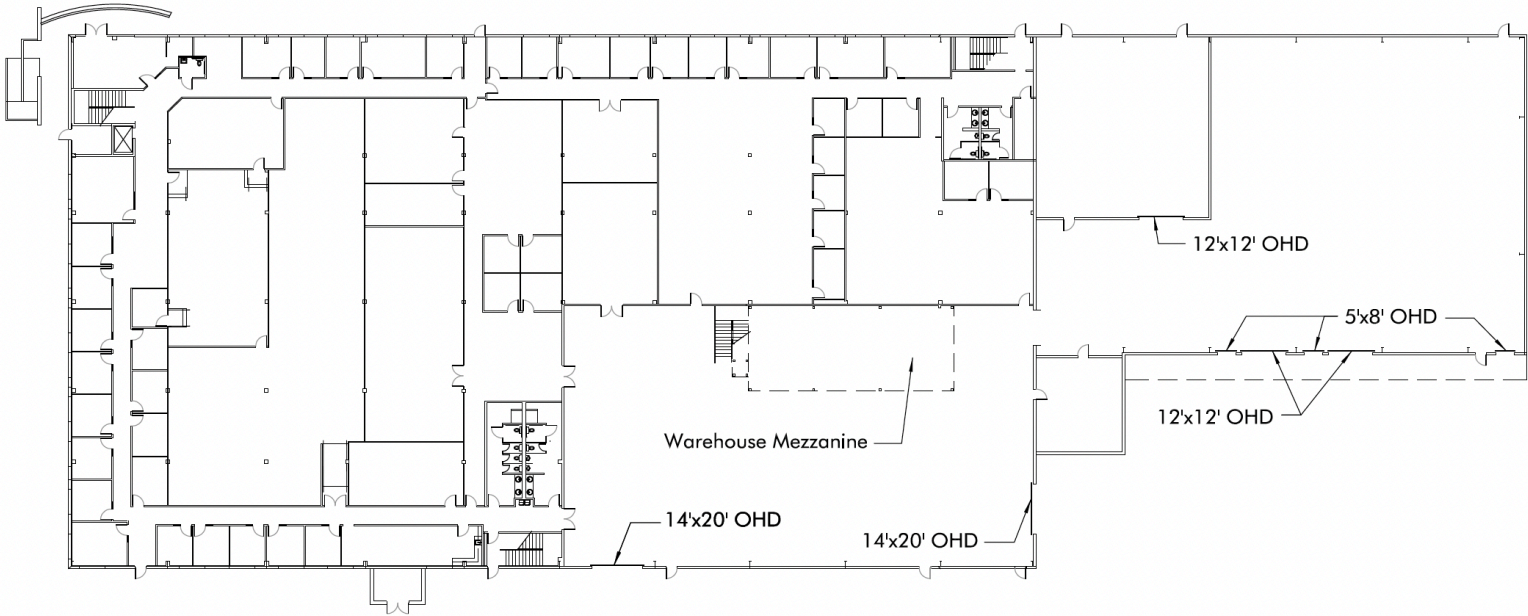 12'x12' OHD
5'x8' OHD
12'x12' OHD
Warehouse Mezzanine
14'x20' OHD
14'x20' OHD